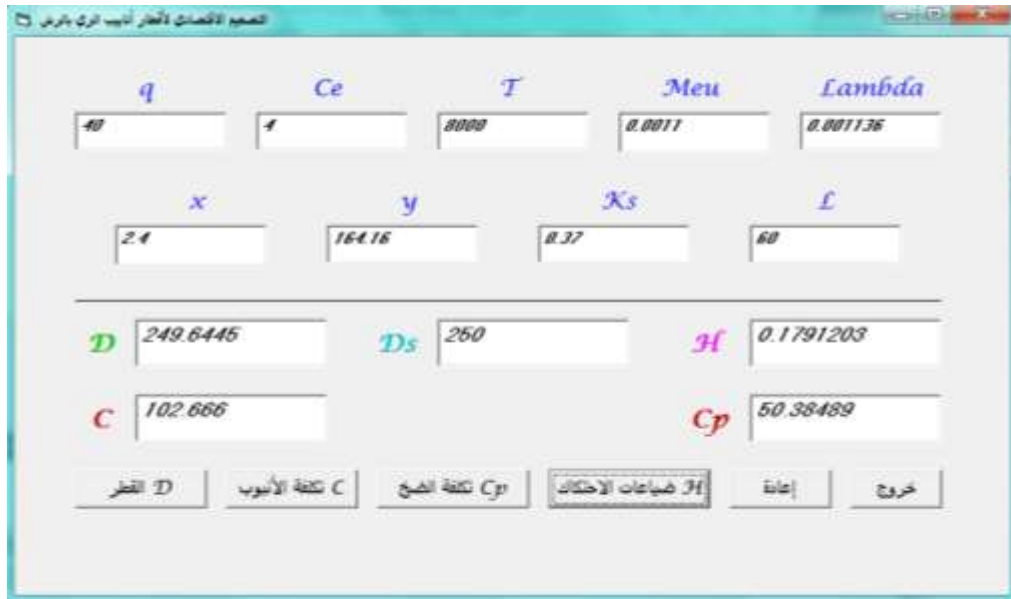 التصميم الاقتصادي لأقطار أنابيب الري بالرش
q Ce T Meu Lambda
40 4 8000 0.0011 0.001136
x y Ks L
2.4 164.16 0.37 60
D 249.6445 Ds 250 H 0.1791203
C 102.666 Cp 50.38489
D القطر C تكلفة الأنبوب Cp تكلفة الضخ H ضياعات الاحتكاك إعادة خروج